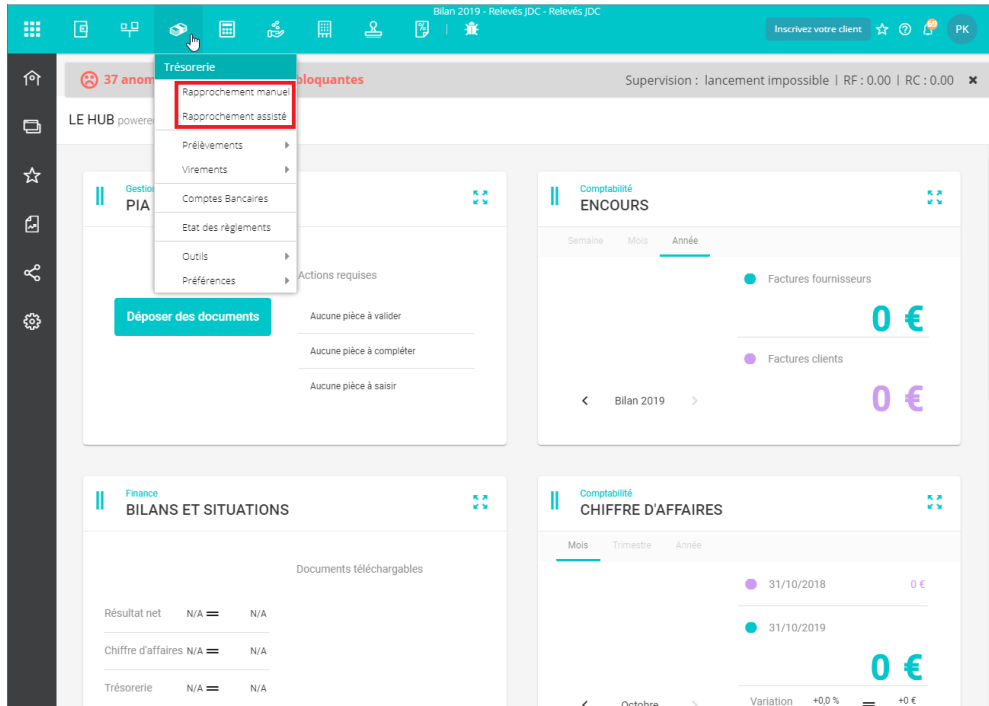 Bilan 2019 - Relevés JDC - Relevés JDC
Inscrivez votre client
PK
Trésorerie
37 anom
bloquantes
Supervision : lancement impossible | RF : 0.00 | RC : 0.00
Rapprochement manuel
Rapprochement assisté
LE HUB powere
Prélèvements
Virements
Comptes Bancaires
Etat des règlements
Outils
Préférences
Gestion
PIA
Actions requises
Déposer des documents
Aucune pièce à valider
Aucune pièce à compléter
Aucune pièce à saisir
Comptabilité
ENCOURS
Semaine Mois Année
Factures fournisseurs
0 €
Factures clients
Bilan 2019
0 €
Finance
BILANS ET SITUATIONS
Documents téléchargables
Résultat net N/A N/A
Chiffre d'affaires N/A N/A
Trésorerie N/A N/A
Comptabilité
CHIFFRE D'AFFAIRES
Mois Trimestre Année
31/10/2018 0 €
31/10/2019
0 €
Octobre
Variation +0,0 % +0 €